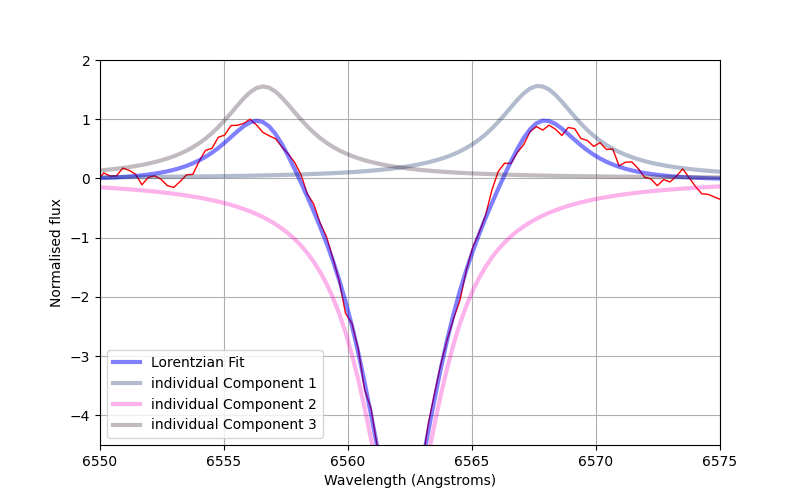 2
1
0
−1
−2
−3
−4
Normalised flux
Lorentzian Fit
individual Component 1
individual Component 2
individual Component 3
6550 6555 6560 6565 6570 6575
Wavelength (Angstroms)